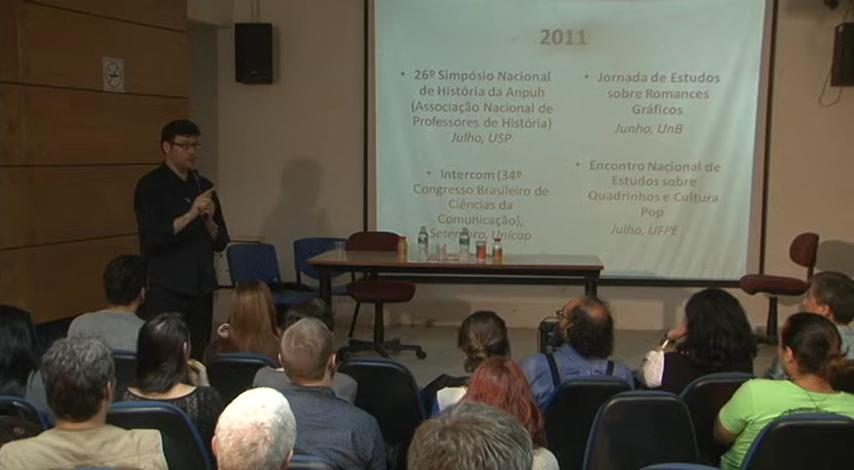 2011
• 26º Simpósio Nacional
de História da Anpuh
(Associação Nacional de
Professores de História)
Julho, USP
• Intercom (34º
Congresso Brasileiro de
Ciências da
Comunicação),
Setembro, Unicap
• Jornada de Estudos
sobre Romances
Gráficos
Junho, UnB
• Encontro Nacional de
Estudos sobre
Quadrinhos e Cultura
Pop
Julho, UFPE